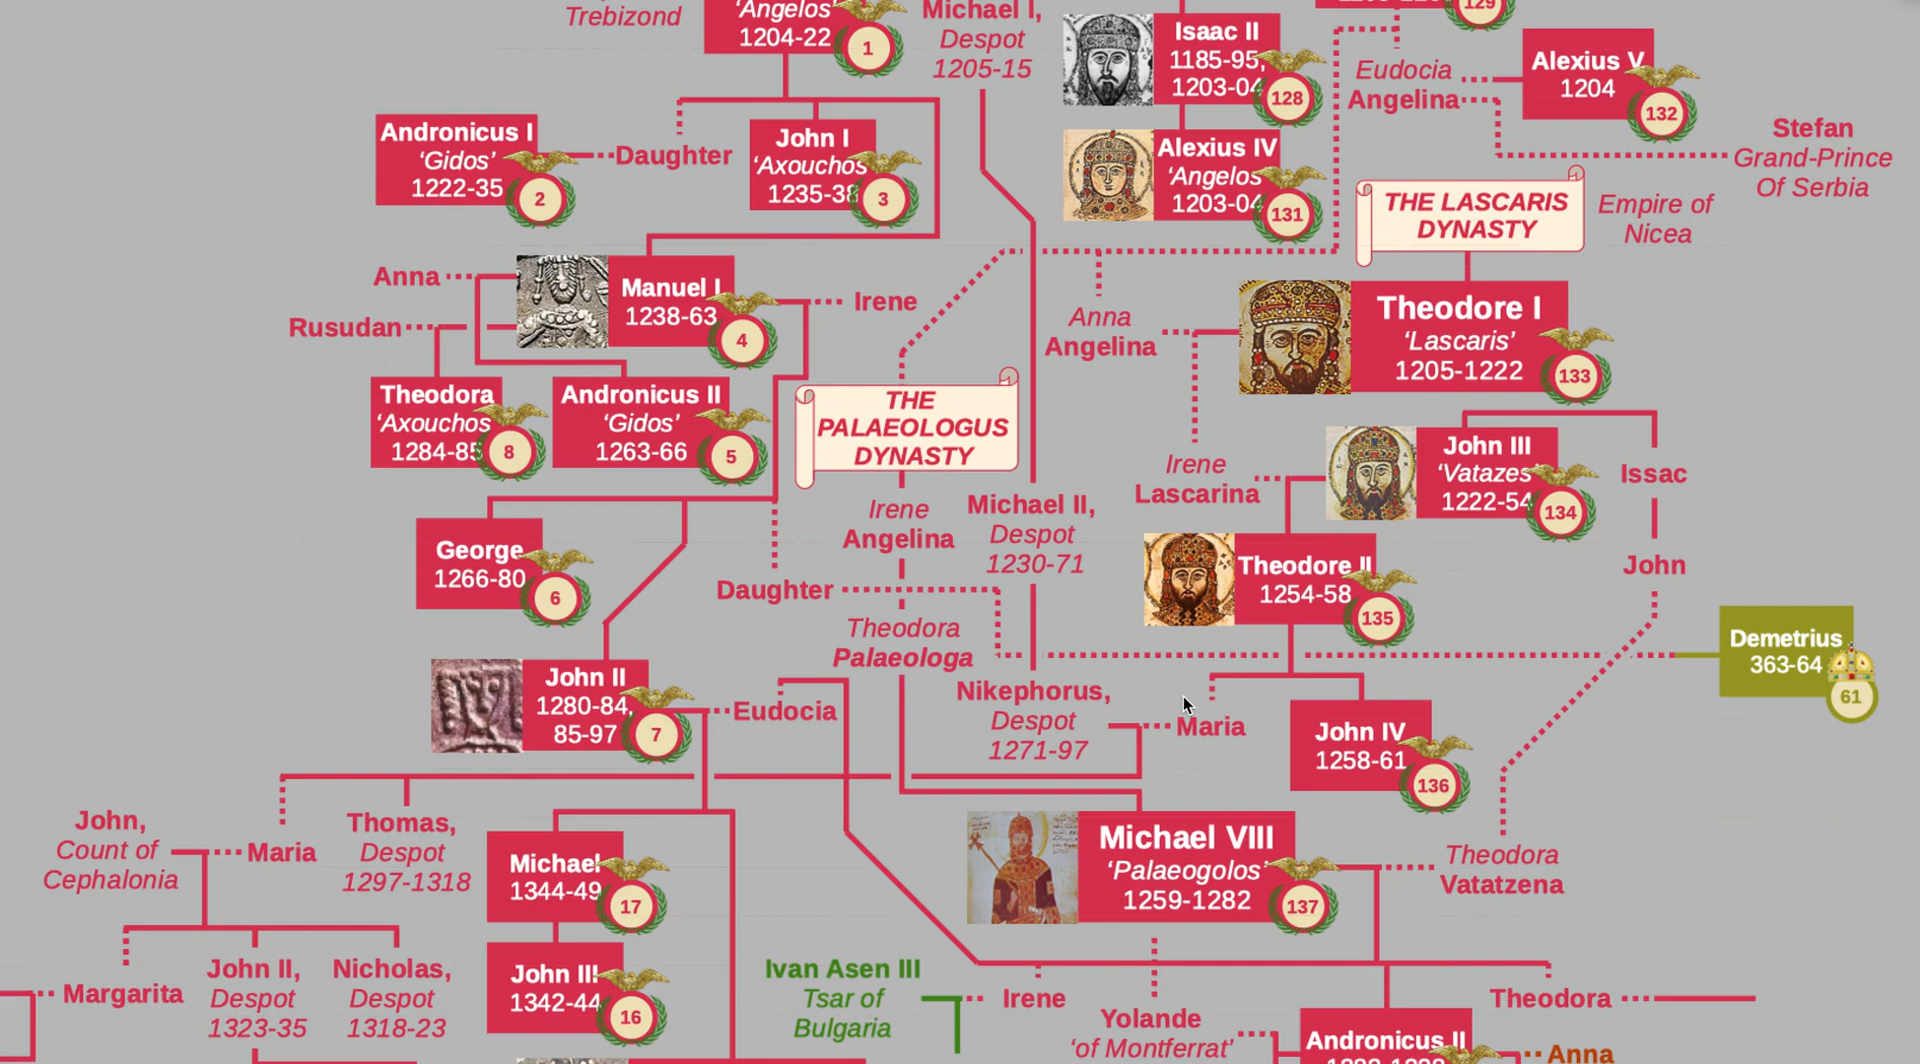 Trebizond
'Angelos'
1204-22
1
Michael I,
Despot
1205-15
Isaac II
1185-95,
1203-04
128
129
Eudocia
Angelina
Alexius V
1204
132
Stefan
Grand-Prince
Of Serbia
Andronicus I
'Gidos'
1222-35
2
Daughter
John I
'Axouchos
1235-38
3
Alexius IV
'Angelos
1203-04
131
THE LASCARIS
DYNASTY
Empire of
Nicea
Anna
Rusudan
Manuel I
1238-63
4
Irene
Anna
Angelina
Theodore I
'Lascaris'
1205-1222
133
Theodora
'Axouchos
1284-85
8
Andronicus II
'Gidos'
1263-66
5
THE
PALAEOLOGUS
DYNASTY
Irene
Lascarina
John III
'Vatazes'
1222-54
134
Issac
George
1266-80
6
Irene
Angelina
Michael II,
Despot
1230-71
Theodore II
1254-58
135
John
Daughter
Theodora
Palaeologa
Demetrius
363-64
61
John II
1280-84,
85-97
7
Eudocia
Nikephorus,
Despot
1271-97
Maria
John IV
1258-61
136
John,
Count of
Cephalonia
Maria
Thomas,
Despot
1297-1318
Michael
1344-49
17
Michael VIII
'Palaeogolos'
1259-1282
137
Theodora
Vatatzena
Margarita
John II,
Despot
1323-35
Nicholas,
Despot
1318-23
John III
1342-44
16
Ivan Asen III
Tsar of
Bulgaria
Irene
Yolande
'of Montferrat'
Theodora
Andronicus II
Anna